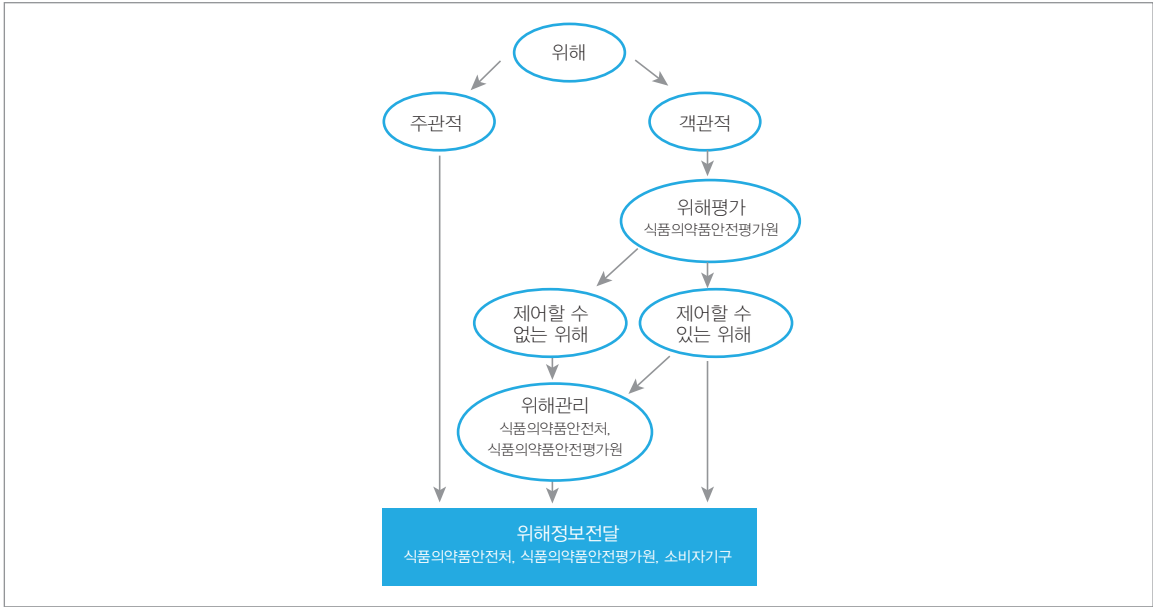 위해
주관적
객관적
위해평가
식품의약품안전평가원
제어할 수
없는 위해
제어할 수
있는 위해
위해관리
식품의약품안전처,
식품의약품안전평가원
위해정보전달
식품의약품안전처, 식품의약품안전평가원, 소비자기구